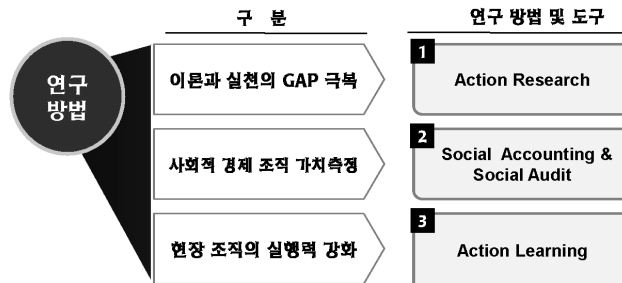 구 분
연구 방법 및 도구
연구
방법
이론과 실천의 GAP 극복
1
Action Research
사회적 경제 조직 가치측정
2
Social Accounting &
Social Audit
현장 조직의 실행력 강화
3
Action Learning